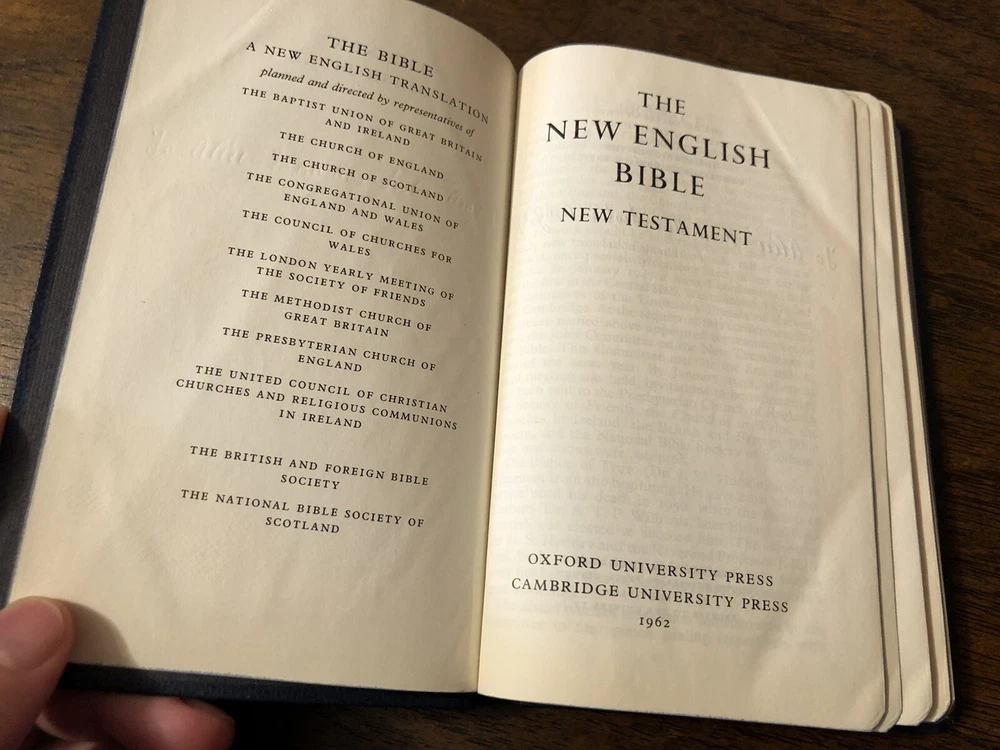 THE BIBLE
A NEW ENGLISH TRANSLATION
planned and directed by representatives of
THE BAPTIST UNION OF GREAT BRITAIN
AND IRELAND
THE CHURCH OF ENGLAND
THE CHURCH OF SCOTLAND
THE CONGREGATIONAL UNION OF
ENGLAND AND WALES
THE COUNCIL OF CHURCHES FOR
WALES
THE LONDON YEARLY MEETING OF
THE SOCIETY OF FRIENDS
THE METHODIST CHURCH OF
GREAT BRITAIN
THE PRESBYTERIAN CHURCH OF
ENGLAND
THE UNITED COUNCIL OF CHRISTIAN
CHURCHES AND RELIGIOUS COMMUNIONS
IN IRELAND
THE BRITISH AND FOREIGN BIBLE
SOCIETY
THE NATIONAL BIBLE SOCIETY OF
SCOTLAND
THE
NEW ENGLISH
BIBLE
NEW TESTAMENT
OXFORD UNIVERSITY PRESS
CAMBRIDGE UNIVERSITY PRESS
1962